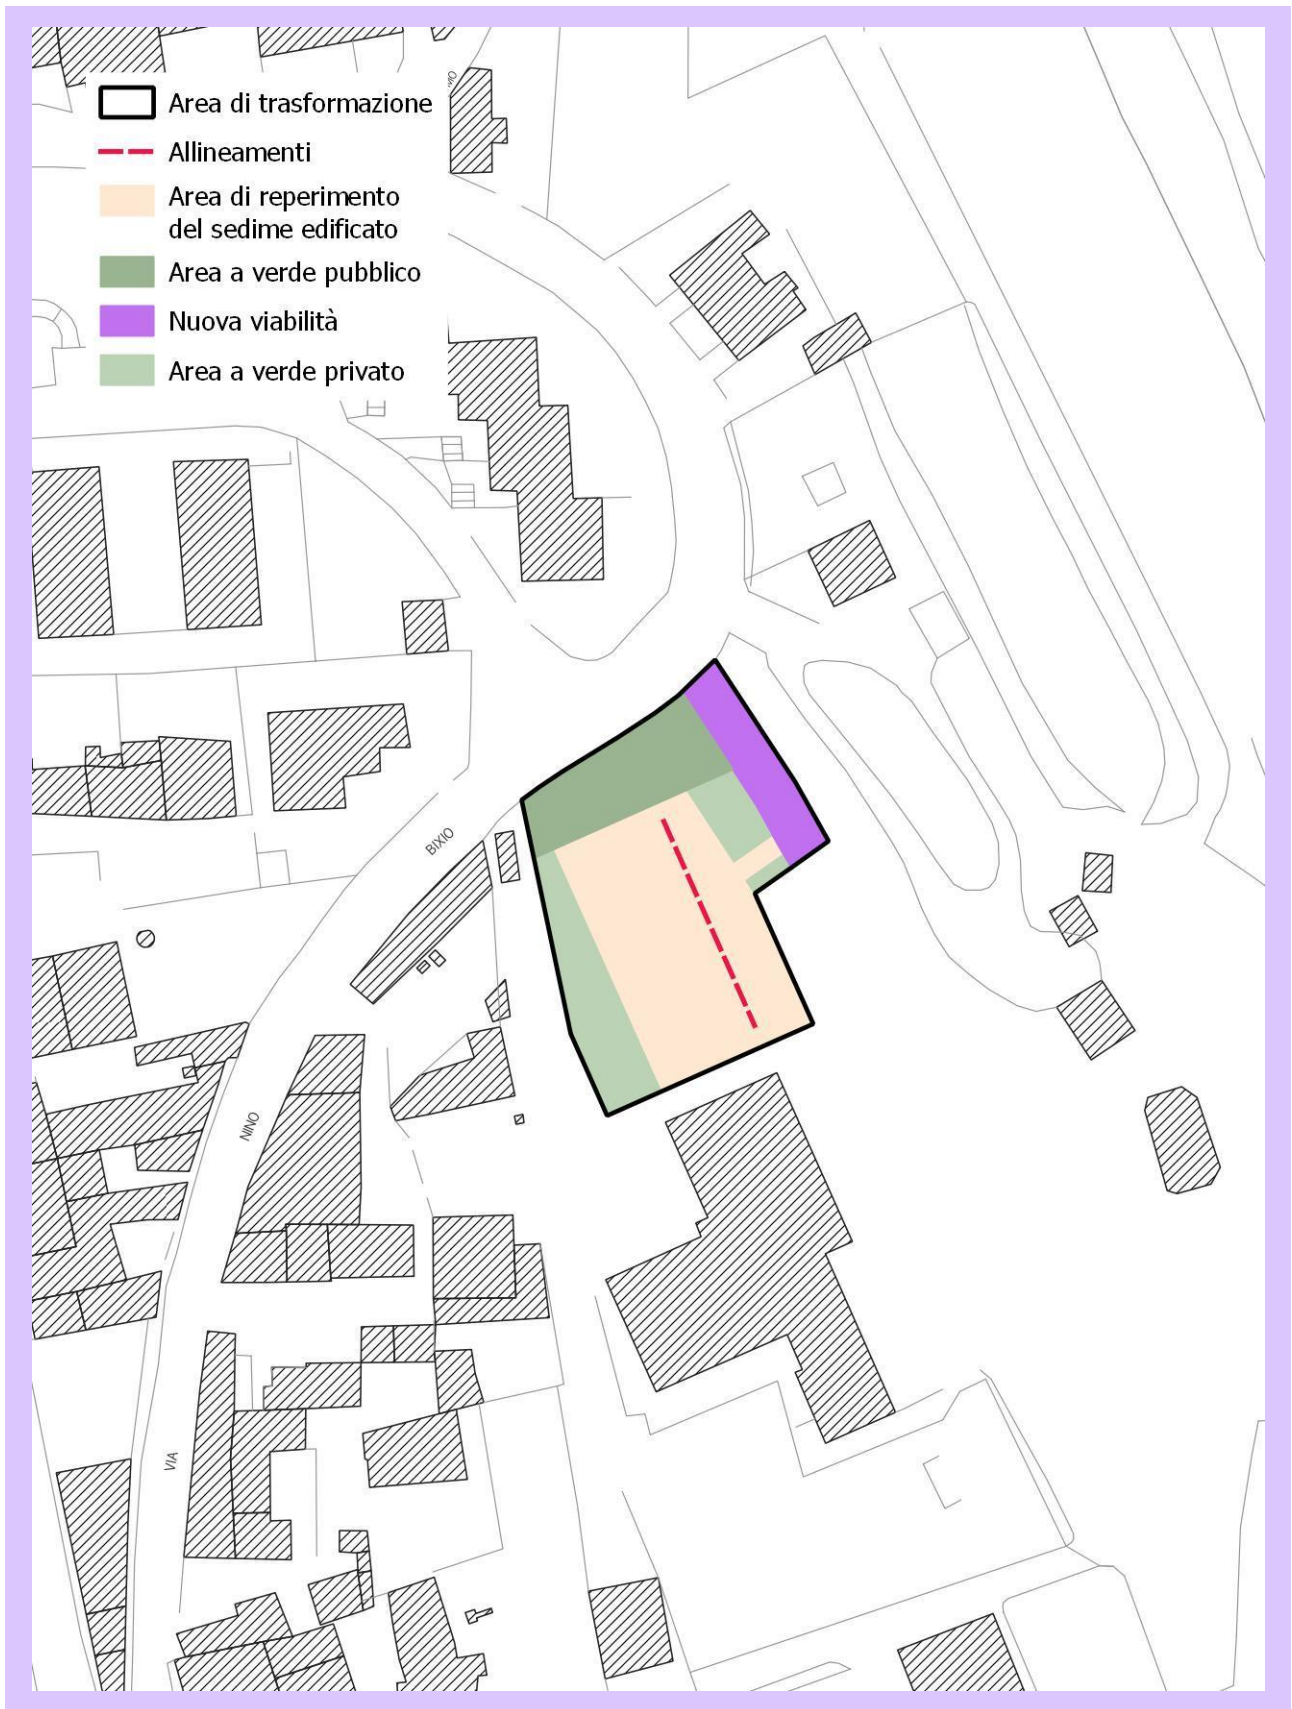 Area di trasformazione
Allineamenti
Area di reperimento
del sedime edificato
Area a verde pubblico
Nuova viabilità
Area a verde privato
BIXIO
NINO
VIA